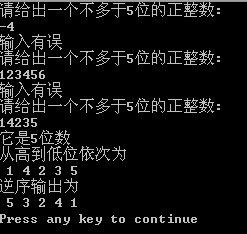 请给出一个不多于5位的正整数:
-4
输入有误
请给出一个不多于5位的正整数:
123456
输入有误
请给出一个不多于5位的正整数:
14235
它是5位数
从高到低位依次为
 1 4 2 3 5
逆序输出为
 5 3 2 4 1
Press any key to continue